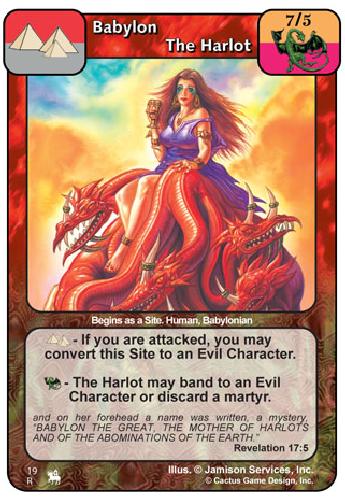 Babylon
The Harlot
7/5
Begins as a Site. Human, Babylonian
- If you are attacked, you may
convert this Site to an Evil Character.
- The Harlot may band to an Evil
Character or discard a martyr.
and on her forehead a name was written, a mystery,
"BABYLON THE GREAT, THE MOTHER OF HARLOTS
AND OF THE ABOMINATIONS OF THE EARTH."
Revelation 17:5
19
R
Illus. © Jamison Services, Inc.
© Cactus Game Design, Inc.